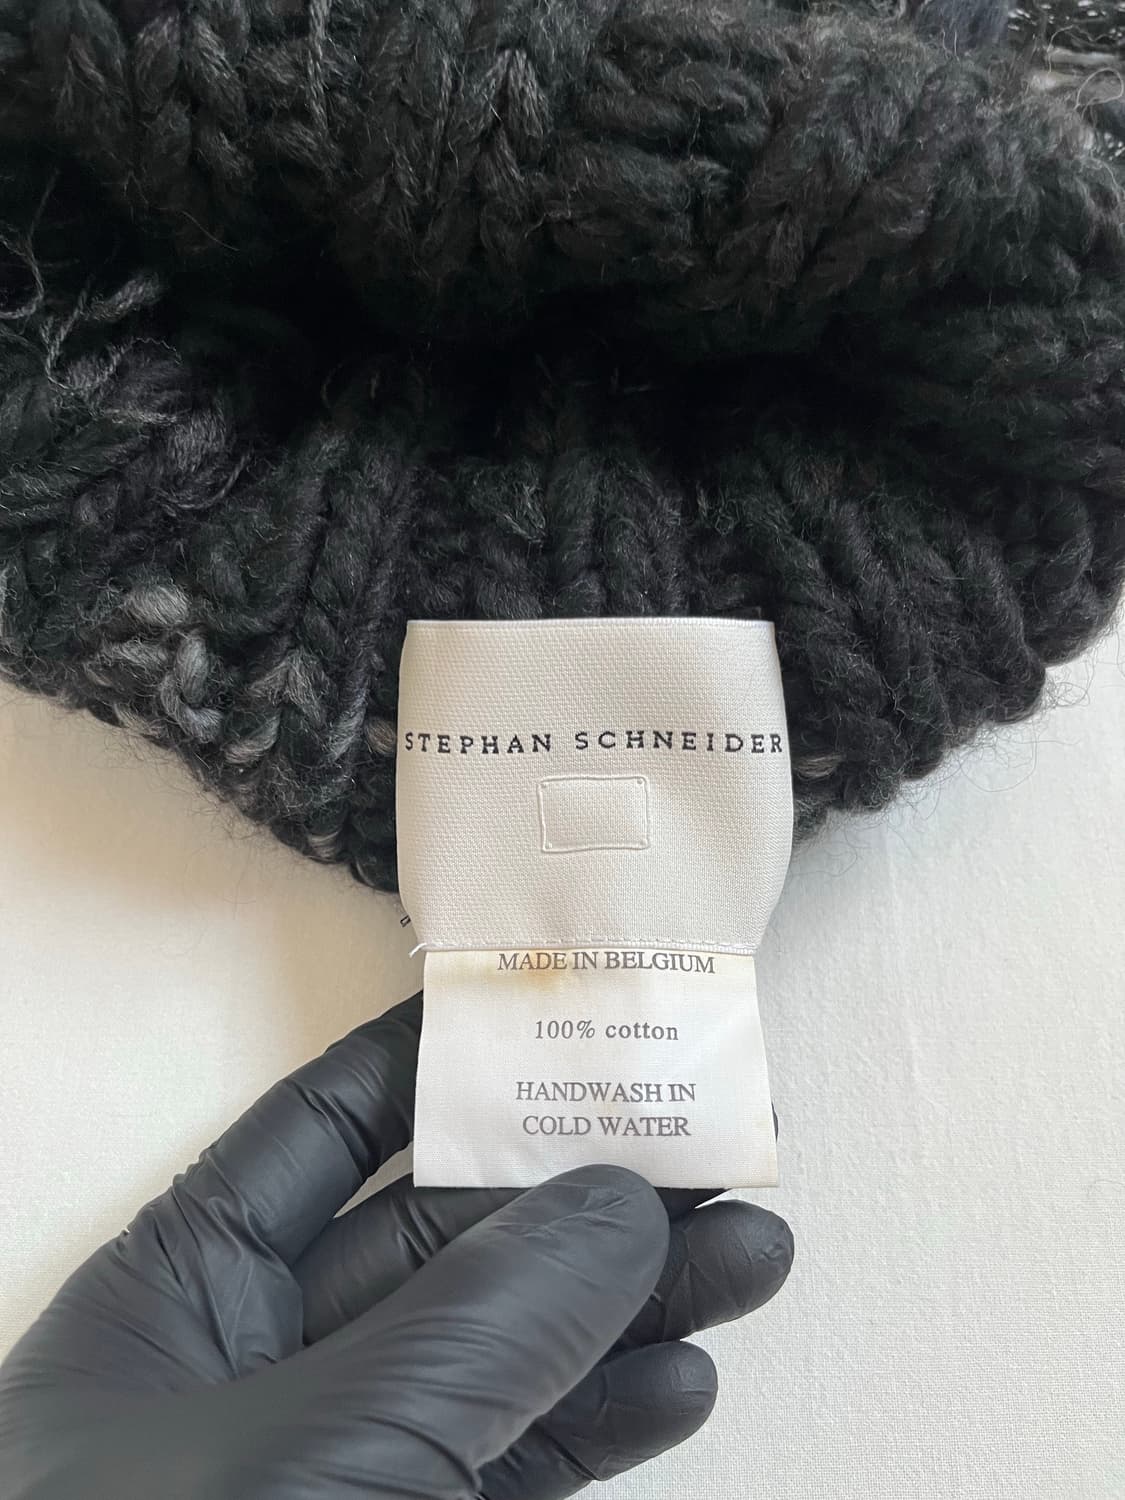 STEPHAN SCHNEIDER
MADE IN BELGIUM
100% cotton
HANDWASH IN
COLD WATER